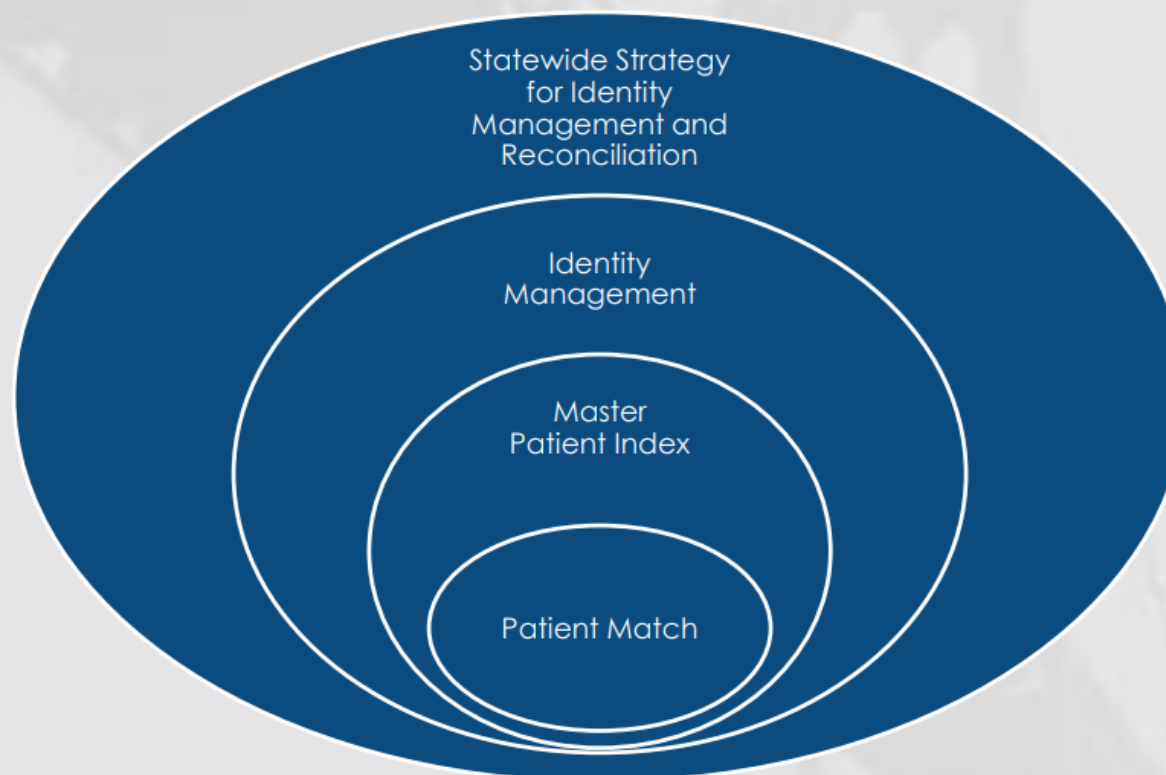 Statewide Strategy
for Identity
Management and
Reconciliation
Identity
Management
Master
Patient Index
Patient Match